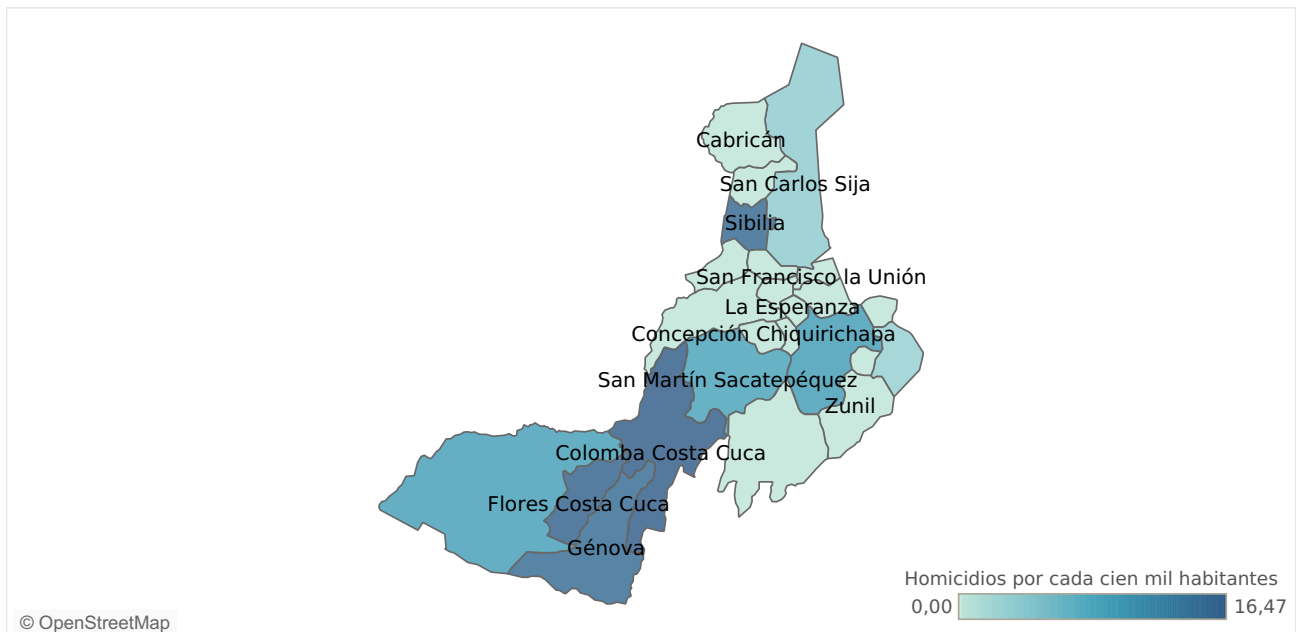 Cabricán
San Carlos Sija
Sibilia
San Francisco la Unión
La Esperanza
Concepción Chiquirichapa
San Martín Sacatepéquez
Zunil
Colomba Costa Cuca
Flores Costa Cuca
Génova
Homicidios por cada cien mil habitantes
0,00 16,47
© OpenStreetMap